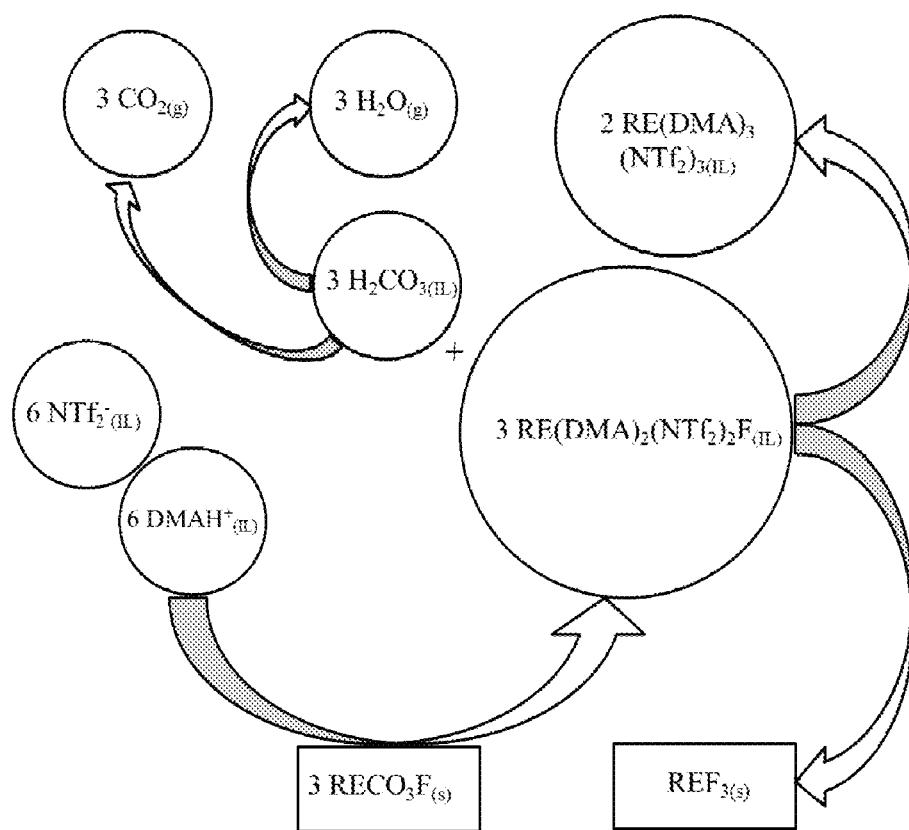 3 CO₂(g)
3 H₂O(g)
2 RE(DMA)₃
(NTf₂)₃(IL)
3 H₂CO₃(IL)
+
6 NTf₂⁻(IL)
3 RE(DMA)₂(NTf₂)₂F(IL)
6 DMAH⁺(IL)
3 RECO₃F(s)
REF₃(s)